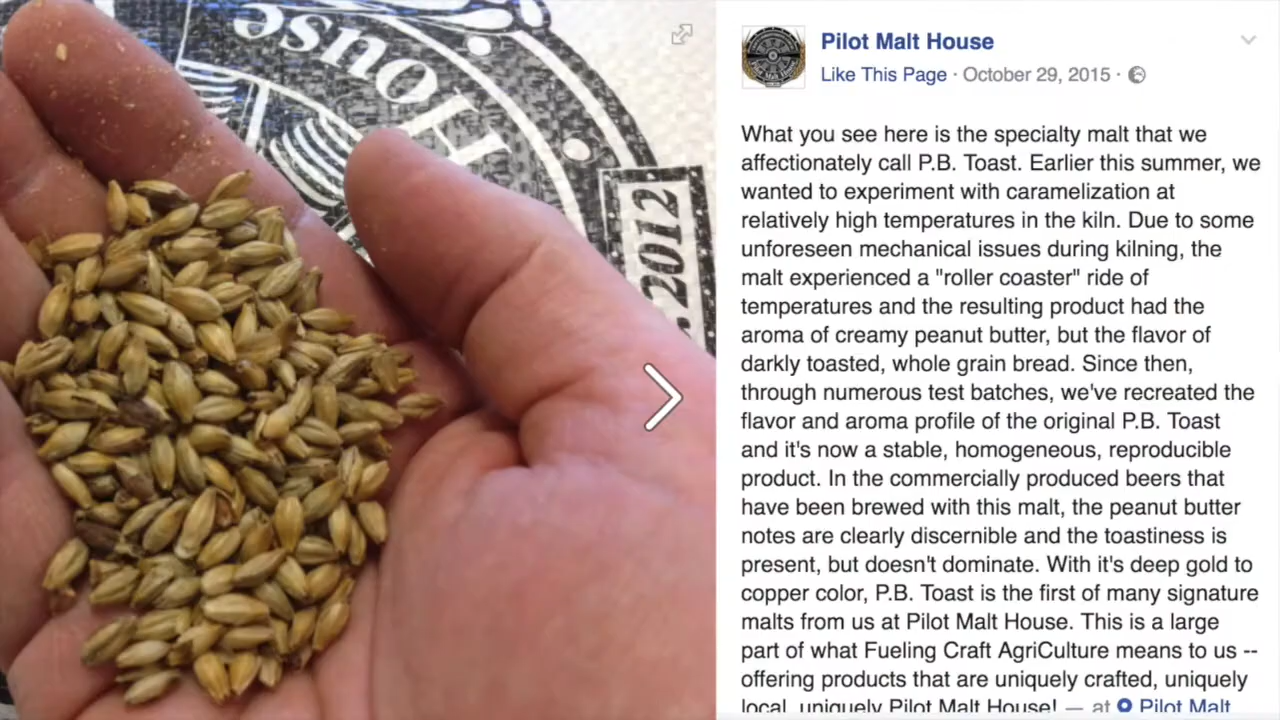 House
2012
Pilot Malt House
Like This Page · October 29, 2015 ·
What you see here is the specialty malt that we
affectionately call P.B. Toast. Earlier this summer, we
wanted to experiment with caramelization at
relatively high temperatures in the kiln. Due to some
unforeseen mechanical issues during kilning, the
malt experienced a "roller coaster" ride of
temperatures and the resulting product had the
aroma of creamy peanut butter, but the flavor of
darkly toasted, whole grain bread. Since then,
through numerous test batches, we've recreated the
flavor and aroma profile of the original P.B. Toast
and it's now a stable, homogeneous, reproducible
product. In the commercially produced beers that
have been brewed with this malt, the peanut butter
notes are clearly discernible and the toastiness is
present, but doesn't dominate. With it's deep gold to
copper color, P.B. Toast is the first of many signature
malts from us at Pilot Malt House. This is a large
part of what Fueling Craft AgriCulture means to us --
offering products that are uniquely crafted, uniquely
local, uniquely Pilot Malt House! — at Pilot Malt